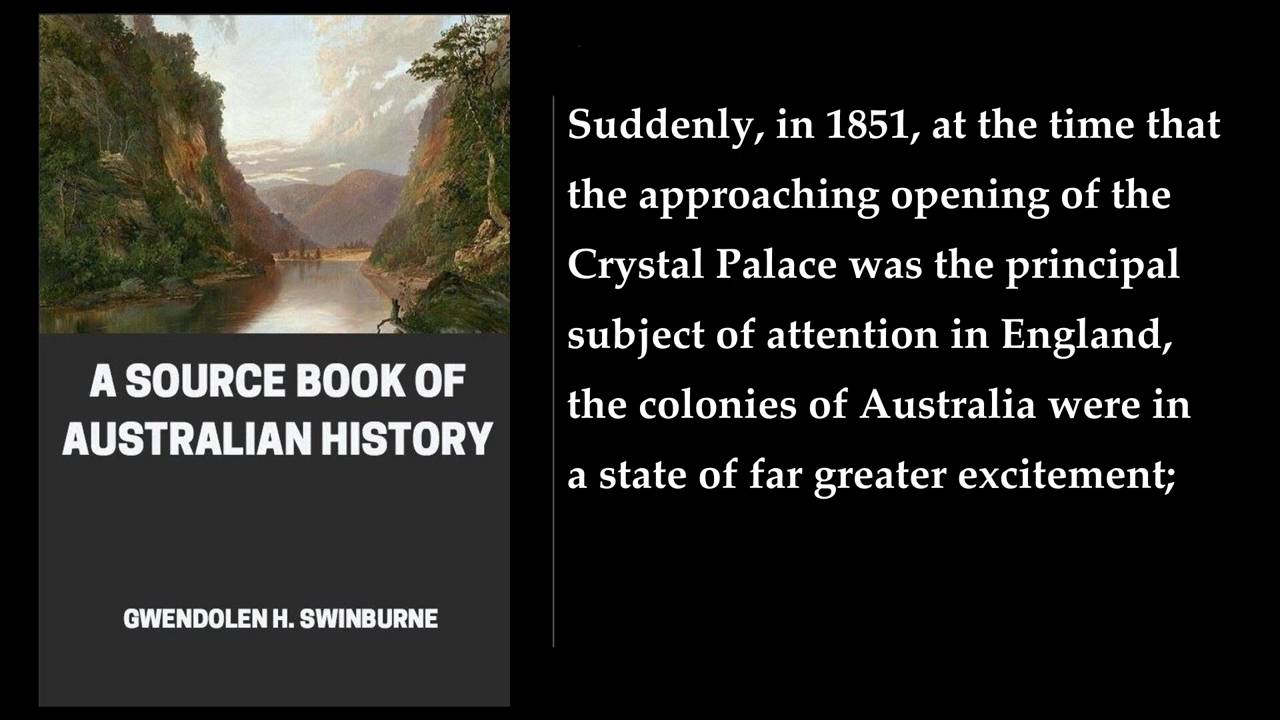 A SOURCE BOOK OF
AUSTRALIAN HISTORY
GWENDOLEN H. SWINBURNE
Suddenly, in 1851, at the time that
the approaching opening of the
Crystal Palace was the principal
subject of attention in England,
the colonies of Australia were in
a state of far greater excitement;